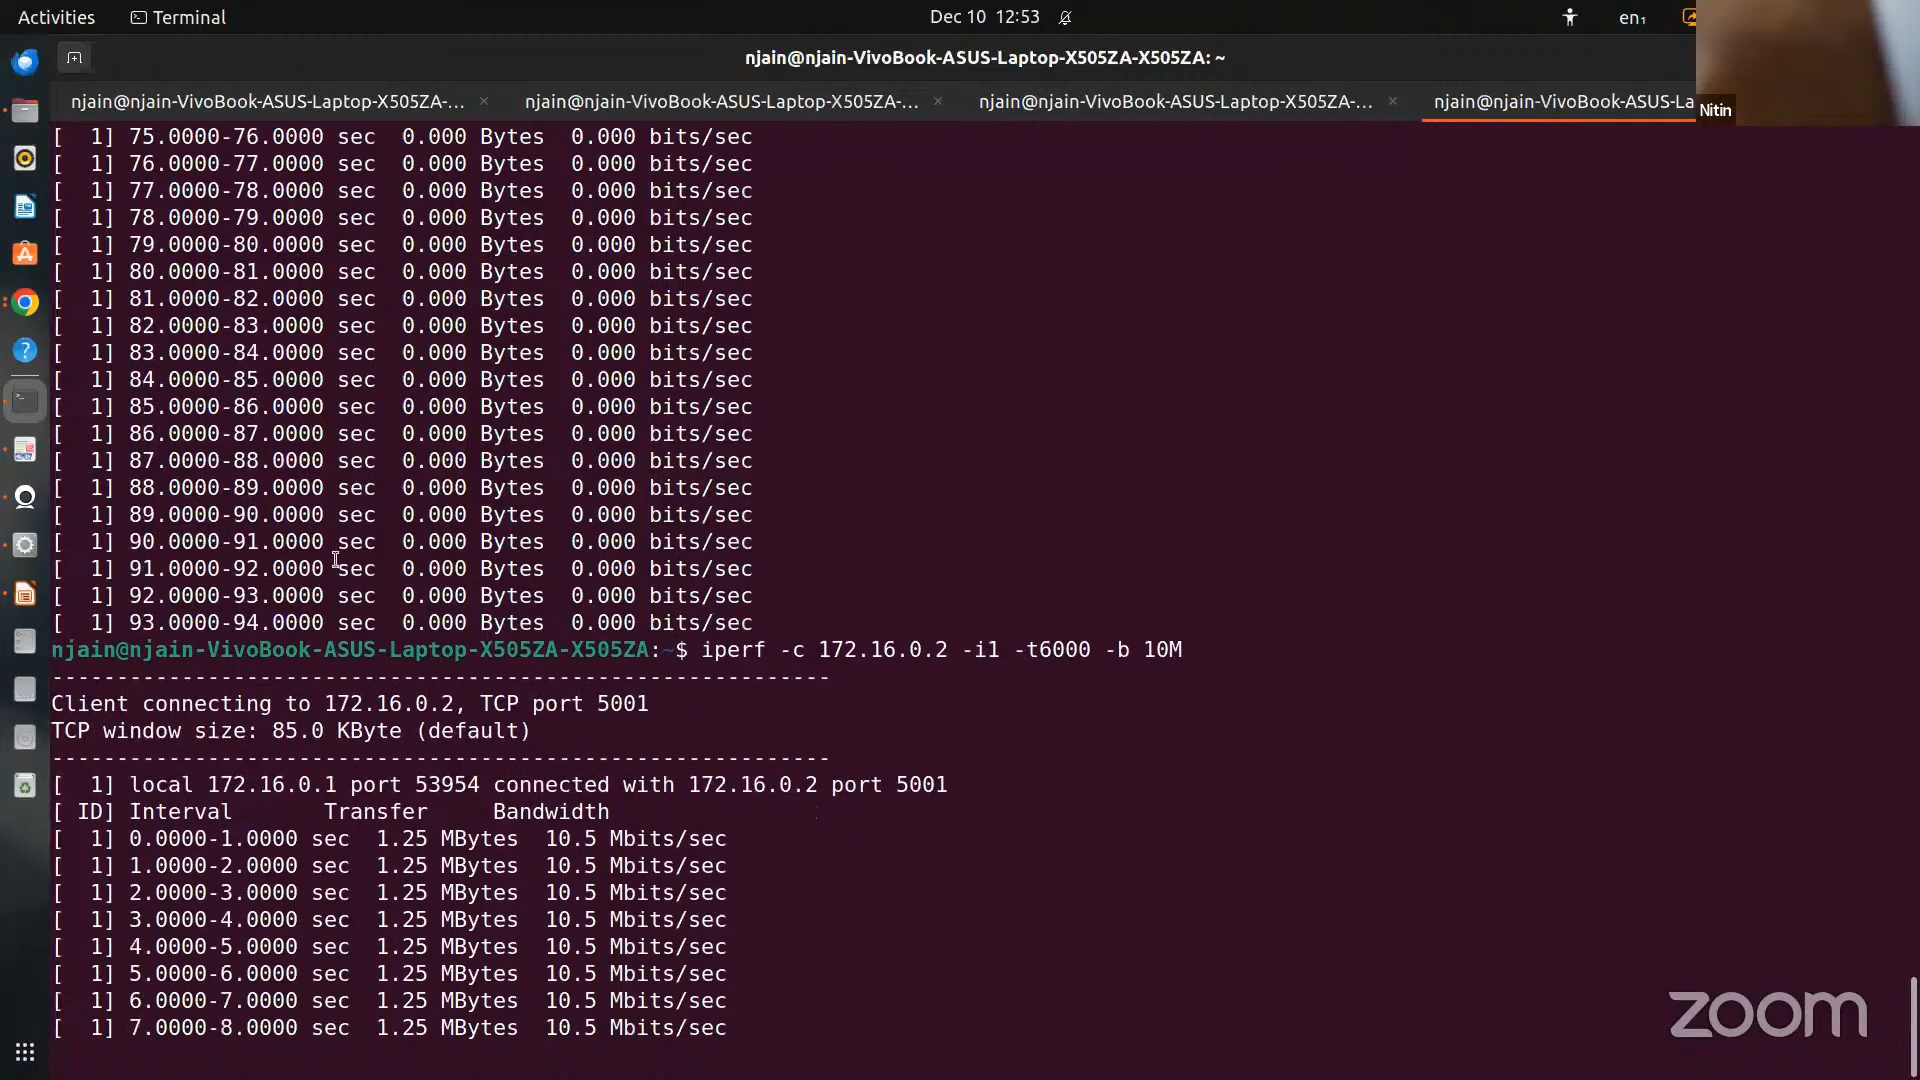 Activities Terminal Dec 10 12:53 en₁
njain@njain-VivoBook-ASUS-Laptop-X505ZA-X505ZA: ~
njain@njain-VivoBook-ASUS-Laptop-X505ZA-... × njain@njain-VivoBook-ASUS-Laptop-X505ZA-... × njain@njain-VivoBook-ASUS-Laptop-X505ZA-... × njain@njain-VivoBook-ASUS-La
Nitin
[  1] 75.0000-76.0000 sec  0.000 Bytes  0.000 bits/sec
[  1] 76.0000-77.0000 sec  0.000 Bytes  0.000 bits/sec
[  1] 77.0000-78.0000 sec  0.000 Bytes  0.000 bits/sec
[  1] 78.0000-79.0000 sec  0.000 Bytes  0.000 bits/sec
[  1] 79.0000-80.0000 sec  0.000 Bytes  0.000 bits/sec
[  1] 80.0000-81.0000 sec  0.000 Bytes  0.000 bits/sec
[  1] 81.0000-82.0000 sec  0.000 Bytes  0.000 bits/sec
[  1] 82.0000-83.0000 sec  0.000 Bytes  0.000 bits/sec
[  1] 83.0000-84.0000 sec  0.000 Bytes  0.000 bits/sec
[  1] 84.0000-85.0000 sec  0.000 Bytes  0.000 bits/sec
[  1] 85.0000-86.0000 sec  0.000 Bytes  0.000 bits/sec
[  1] 86.0000-87.0000 sec  0.000 Bytes  0.000 bits/sec
[  1] 87.0000-88.0000 sec  0.000 Bytes  0.000 bits/sec
[  1] 88.0000-89.0000 sec  0.000 Bytes  0.000 bits/sec
[  1] 89.0000-90.0000 sec  0.000 Bytes  0.000 bits/sec
[  1] 90.0000-91.0000 sec  0.000 Bytes  0.000 bits/sec
[  1] 91.0000-92.0000 sec  0.000 Bytes  0.000 bits/sec
[  1] 92.0000-93.0000 sec  0.000 Bytes  0.000 bits/sec
[  1] 93.0000-94.0000 sec  0.000 Bytes  0.000 bits/sec
njain@njain-VivoBook-ASUS-Laptop-X505ZA-X505ZA:~$ iperf -c 172.16.0.2 -i1 -t6000 -b 10M
------------------------------------------------------------
Client connecting to 172.16.0.2, TCP port 5001
TCP window size: 85.0 KByte (default)
------------------------------------------------------------
[  1] local 172.16.0.1 port 53954 connected with 172.16.0.2 port 5001
[ ID] Interval       Transfer     Bandwidth
[  1] 0.0000-1.0000 sec  1.25 MBytes  10.5 Mbits/sec
[  1] 1.0000-2.0000 sec  1.25 MBytes  10.5 Mbits/sec
[  1] 2.0000-3.0000 sec  1.25 MBytes  10.5 Mbits/sec
[  1] 3.0000-4.0000 sec  1.25 MBytes  10.5 Mbits/sec
[  1] 4.0000-5.0000 sec  1.25 MBytes  10.5 Mbits/sec
[  1] 5.0000-6.0000 sec  1.25 MBytes  10.5 Mbits/sec
[  1] 6.0000-7.0000 sec  1.25 MBytes  10.5 Mbits/sec
[  1] 7.0000-8.0000 sec  1.25 MBytes  10.5 Mbits/sec
zoom